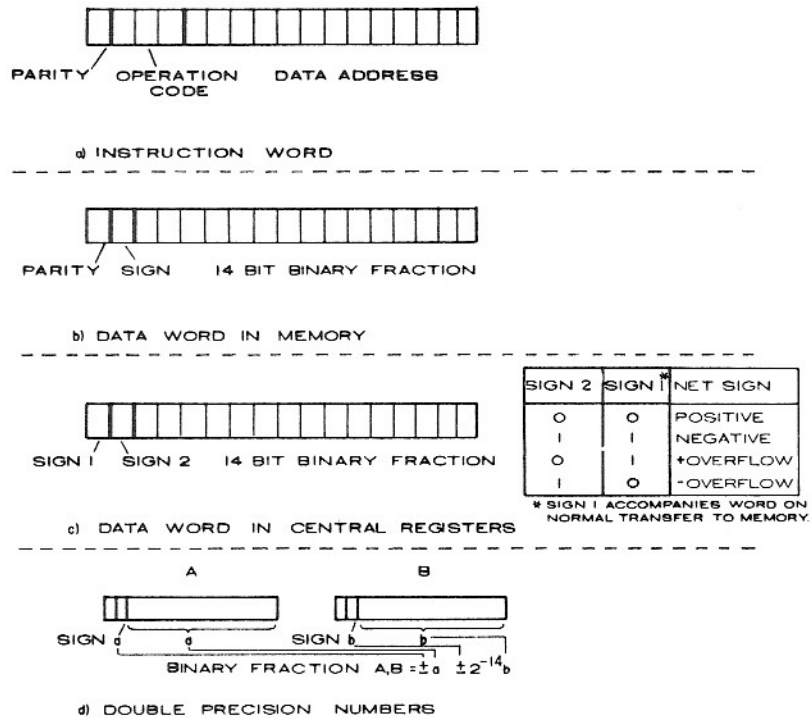 PARITY OPERATION CODE DATA ADDRESS
a) INSTRUCTION WORD
PARITY SIGN 14 BIT BINARY FRACTION
b) DATA WORD IN MEMORY
SIGN 1 SIGN 2 14 BIT BINARY FRACTION
SIGN 2 SIGN 1* NET SIGN
0 0 POSITIVE
1 1 NEGATIVE
0 1 +OVERFLOW
1 0 -OVERFLOW
* SIGN 1 ACCOMPANIES WORD ON
NORMAL TRANSFER TO MEMORY.
c) DATA WORD IN CENTRAL REGISTERS
A B
SIGN a a SIGN b b
BINARY FRACTION A,B = ±a ±2⁻¹⁴b
d) DOUBLE PRECISION NUMBERS